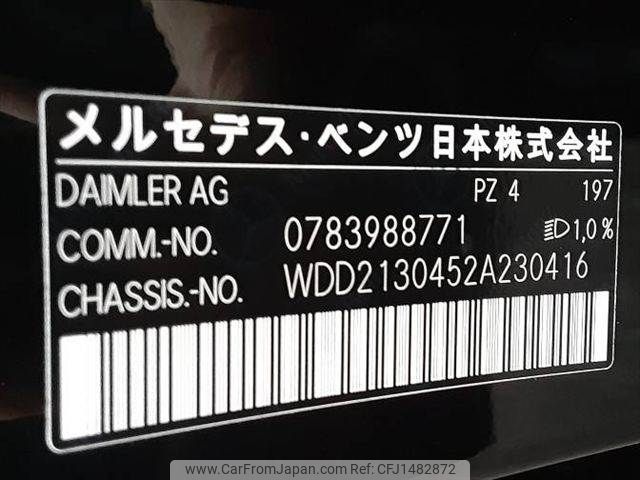 メルセデス・ベンツ日本株式会社
DAIMLER AG PZ 4 197
COMM.-NO. 0783988771 1,0%
CHASSIS.-NO. WDD2130452A230416
www.CarFromJapan.com CFJ1482872